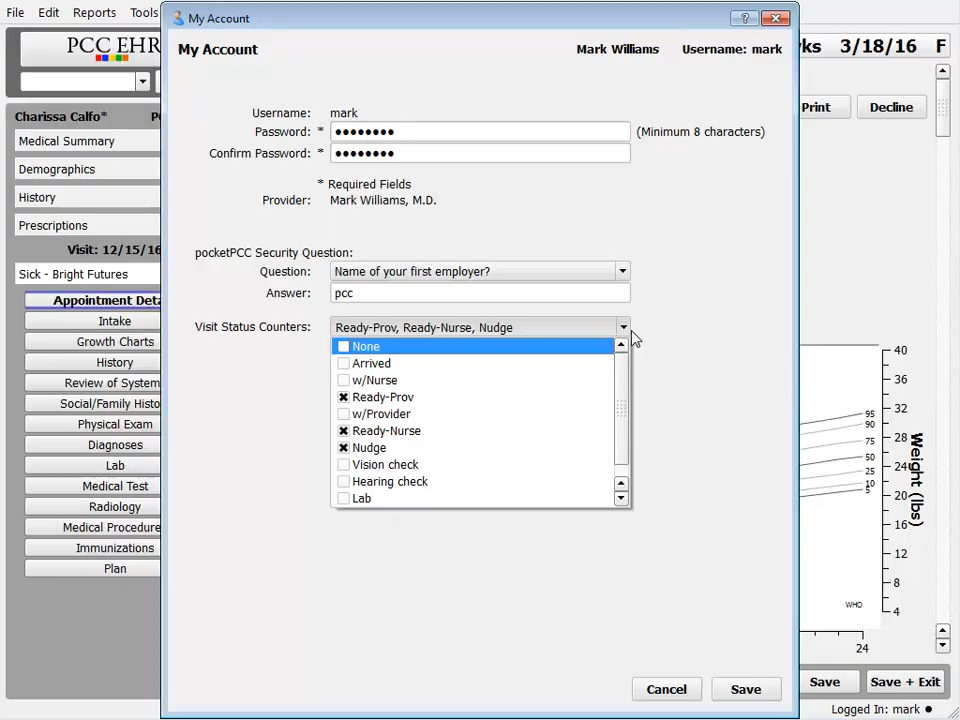 File Edit Reports Tools
My Account
?
My Account
Mark Williams Username: mark
PCC EHR
ks 3/18/16 F
Print Decline
Charissa Calfo*
Medical Summary
Demographics
History
Prescriptions
Visit: 12/15/16
Sick - Bright Futures
Appointment Deta
Intake
Growth Charts
History
Review of System
Social/Family Histo
Physical Exam
Diagnoses
Lab
Medical Test
Radiology
Medical Procedure
Immunizations
Plan
Username: mark
Password: * ●●●●●●●● (Minimum 8 characters)
Confirm Password: * ●●●●●●●●
* Required Fields
Provider: Mark Williams, M.D.
pocketPCC Security Question:
Question: Name of your first employer?
Answer: pcc
Visit Status Counters: Ready-Prov, Ready-Nurse, Nudge
None
Arrived
w/Nurse
Ready-Prov
w/Provider
Ready-Nurse
Nudge
Vision check
Hearing check
Lab
Cancel Save
40
36
32
28
24
20
16
12
8
4
95
90
75
50
25
10
5
Weight (lbs)
WHO
24
Save Save + Exit
Logged In: mark